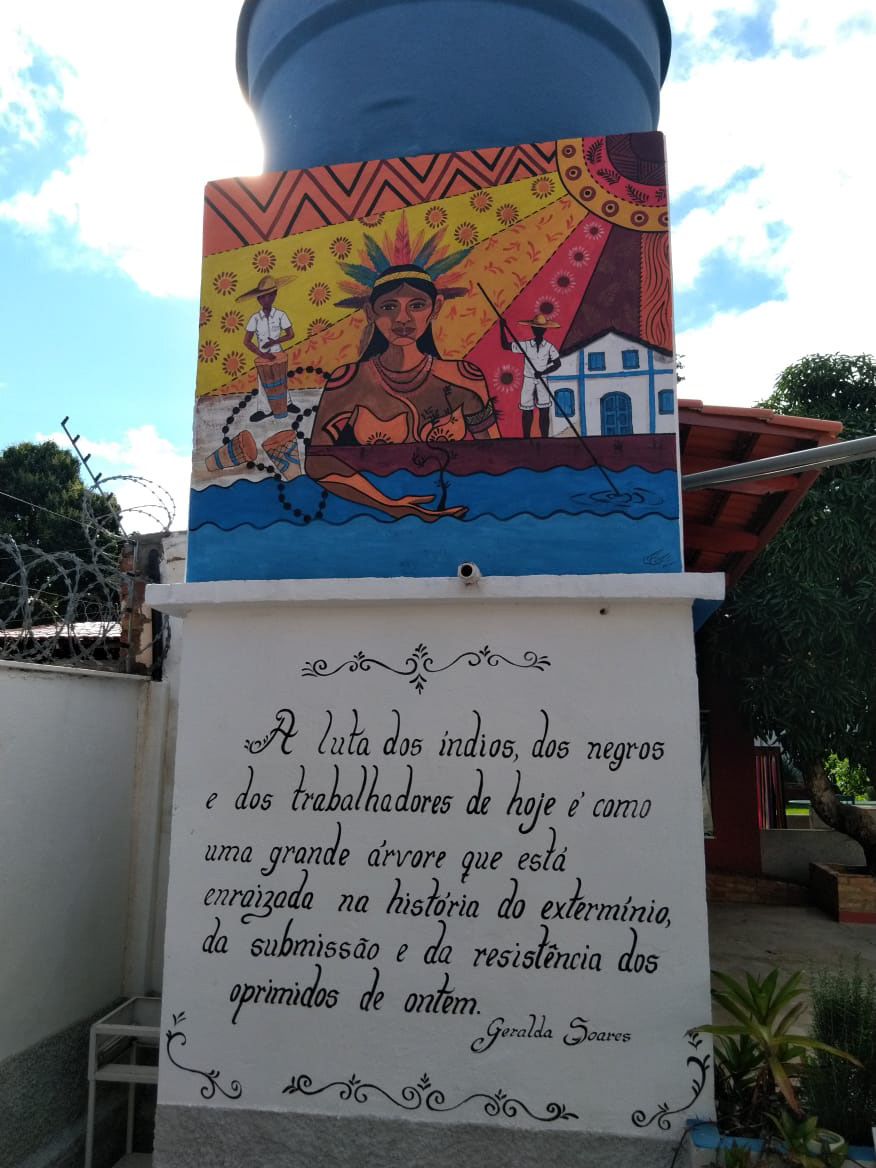 A luta dos índios, dos negros
e dos trabalhadores de hoje é como
uma grande árvore que está
enraizada na história do extermínio,
da submissão e da resistência dos
oprimidos de ontem.
Geralda Soares